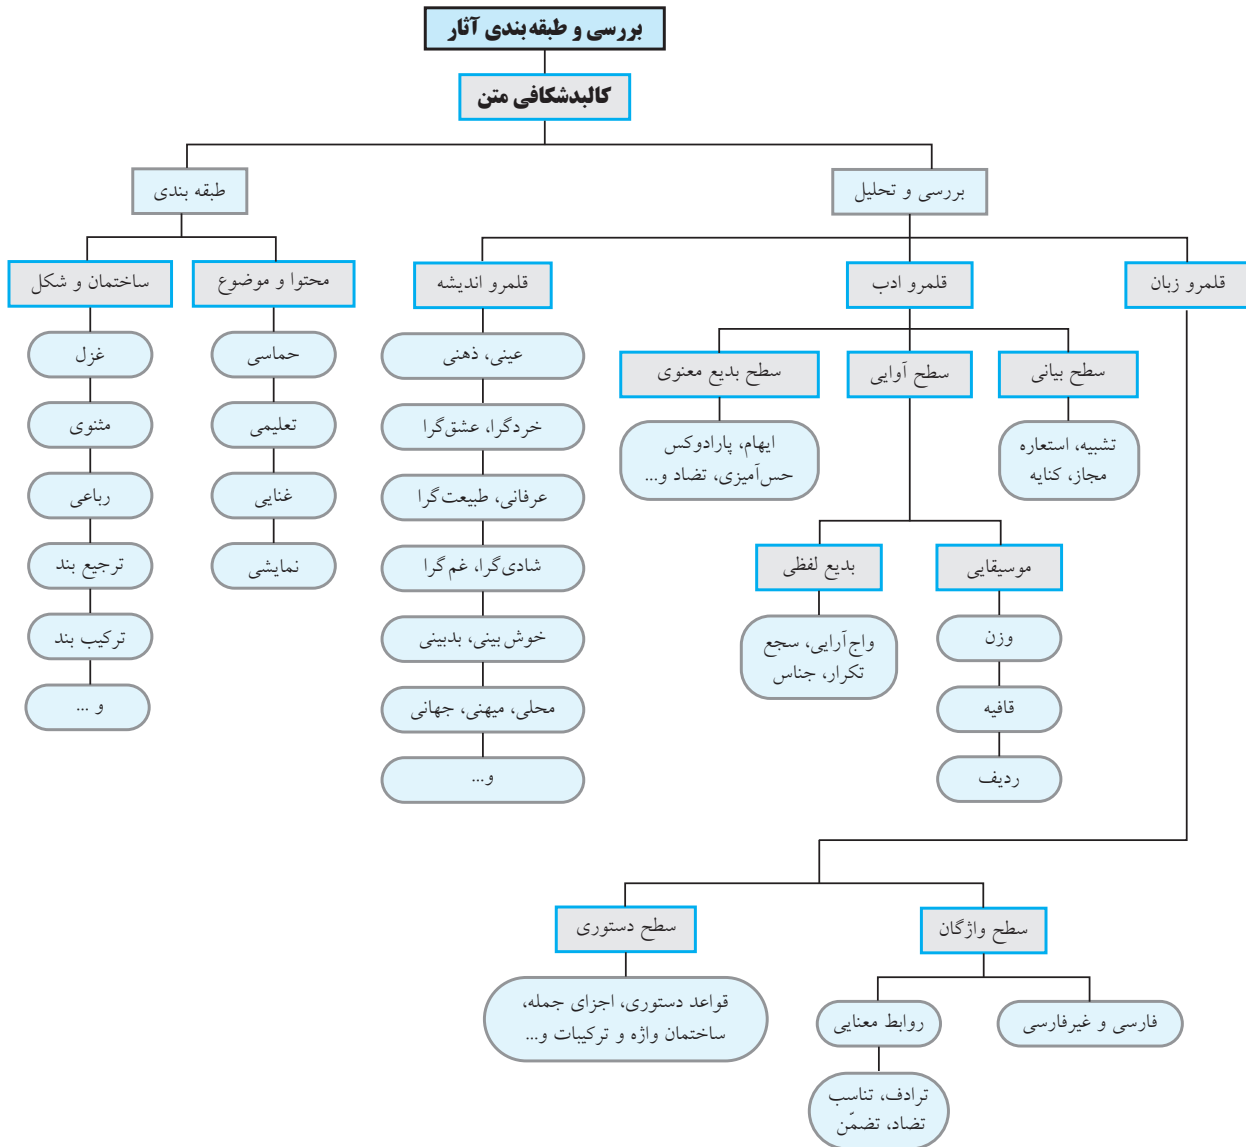 بررسی و طبقه‌بندی آثار
کالبدشکافی متن
بررسی و تحلیل
طبقه بندی
قلمرو زبان
قلمرو ادب
قلمرو اندیشه
محتوا و موضوع
ساختمان و شکل
سطح بیانی
سطح آوایی
سطح بدیع معنوی
تشبیه، استعاره
مجاز، کنایه
ایهام، پارادوکس
حس‌آمیزی، تضاد و...
موسیقایی
بدیع لفظی
وزن
قافیه
ردیف
واج‌آرایی، سجع
تکرار، جناس
عینی، ذهنی
خردگرا، عشق‌گرا
عرفانی، طبیعت‌گرا
شادی‌گرا، غم‌گرا
خوش‌بینی، بدبینی
محلی، میهنی، جهانی
و...
حماسی
تعلیمی
غنایی
نمایشی
غزل
مثنوی
رباعی
ترجیع بند
ترکیب بند
و ...
سطح واژگان
سطح دستوری
فارسی و غیرفارسی
روابط معنایی
ترادف، تناسب
تضاد، تضمّن
قواعد دستوری، اجزای جمله،
ساختمان واژه و ترکیبات و...